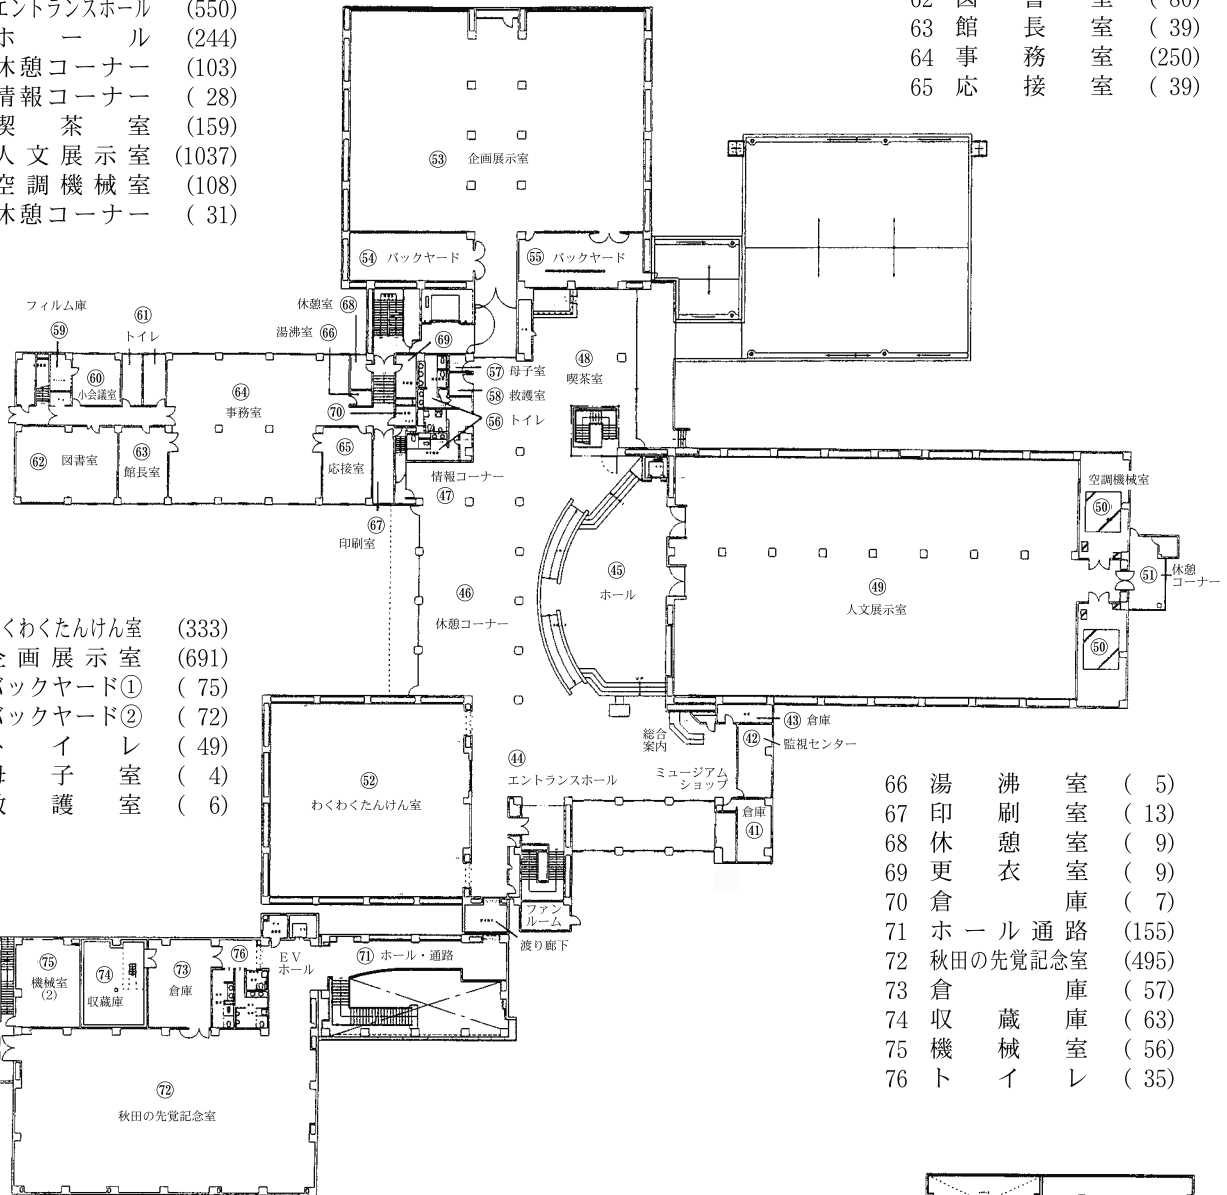 エントランスホール (550)
ホール (244)
休憩コーナー (103)
情報コーナー ( 28)
喫茶室 (159)
人文展示室 (1037)
空調機械室 (108)
休憩コーナー ( 31)
62 図書室 ( 80)
63 館長室 ( 39)
64 事務室 (250)
65 応接室 ( 39)
53 企画展示室
54 バックヤード
55 バックヤード
フィルム庫
59
61
トイレ
休憩室 68
湯沸室 66
69
60
小会議室
64
事務室
70
57 母子室
58 救護室
56 トイレ
48
喫茶室
62 図書室
63
館長室
65
応接室
情報コーナー
47
67
印刷室
空調機械室
50
51 休憩
コーナー
45
ホール
49
人文展示室
46
休憩コーナー
50
くわくたんけん室 (333)
企画展示室 (691)
バックヤード① ( 75)
バックヤード② ( 72)
トイレ ( 49)
母子室 ( 4)
救護室 ( 6)
43 倉庫
総合
案内
42
監視センター
44
エントランスホール
ミュージアム
ショップ
52
わくわくたんけん室
倉庫
41
ファン
ルーム
渡り廊下
66 湯沸室 ( 5)
67 印刷室 ( 13)
68 休憩室 ( 9)
69 更衣室 ( 9)
70 倉庫 ( 7)
71 ホール通路 (155)
72 秋田の先覚記念室 (495)
73 倉庫 ( 57)
74 収蔵庫 ( 63)
75 機械室 ( 56)
76 トイレ ( 35)
75
機械室
(2)
74
収蔵庫
73
倉庫
76
EV
ホール
71 ホール・通路
72
秋田の先覚記念室